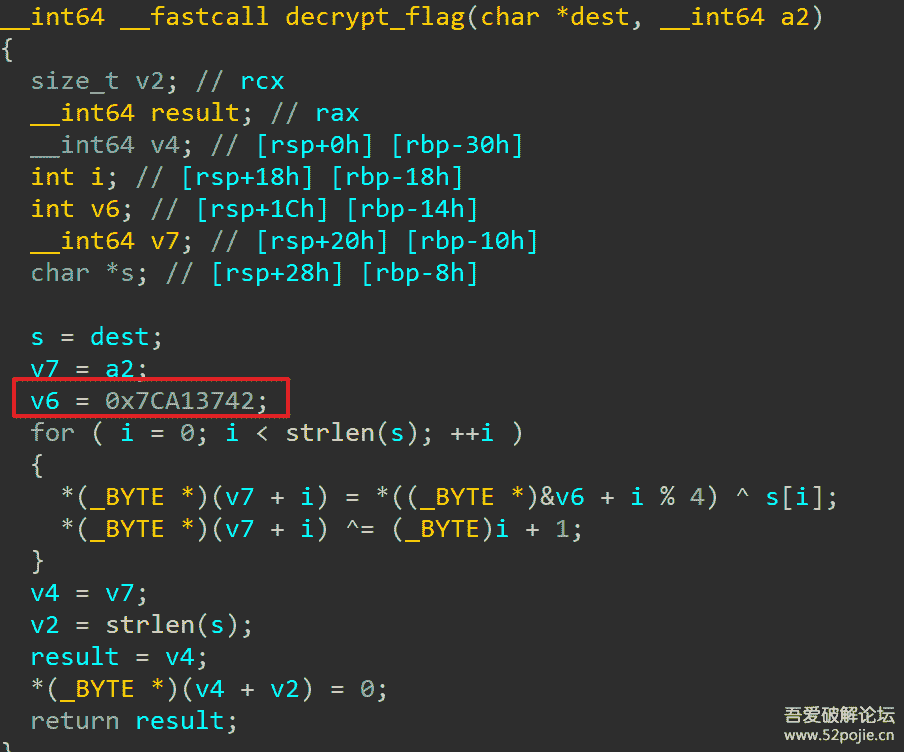 __int64 __fastcall decrypt_flag(char *dest, __int64 a2)
{
  size_t v2; // rcx
  __int64 result; // rax
  __int64 v4; // [rsp+0h] [rbp-30h]
  int i; // [rsp+18h] [rbp-18h]
  int v6; // [rsp+1Ch] [rbp-14h]
  __int64 v7; // [rsp+20h] [rbp-10h]
  char *s; // [rsp+28h] [rbp-8h]

  s = dest;
  v7 = a2;
  v6 = 0x7CA13742;
  for ( i = 0; i < strlen(s); ++i )
  {
    *(_BYTE *)(v7 + i) = *((_BYTE *)&v6 + i % 4) ^ s[i];
    *(_BYTE *)(v7 + i) ^= (_BYTE)i + 1;
  }
  v4 = v7;
  v2 = strlen(s);
  result = v4;
  *(_BYTE *)(v4 + v2) = 0;
  return result;
}
吾爱破解论坛
www.52pojie.cn